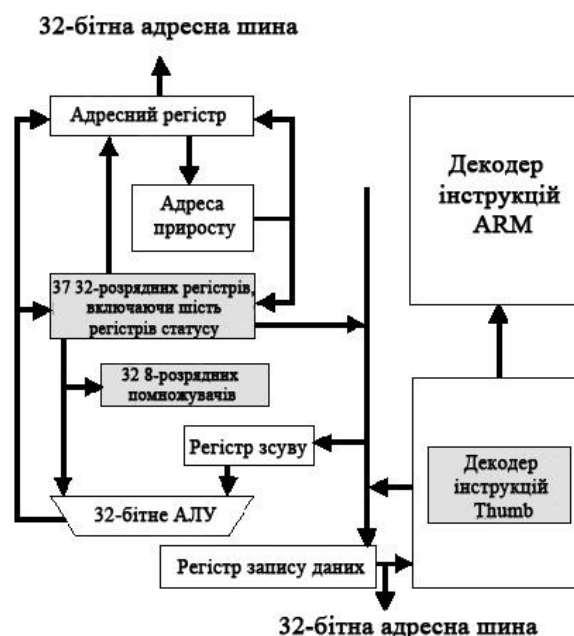 32-бітна адресна шина
Адресний регістр
Адреса
приросту
37 32-розрядних регістрів,
включаючи шість
регістрів статусу
32 8-розрядних
помножувачів
Регістр зсуву
32-бітне АЛУ
Регістр запису даних
32-бітна адресна шина
Декодер
інструкцій
ARM
Декодер
інструкцій
Thumb